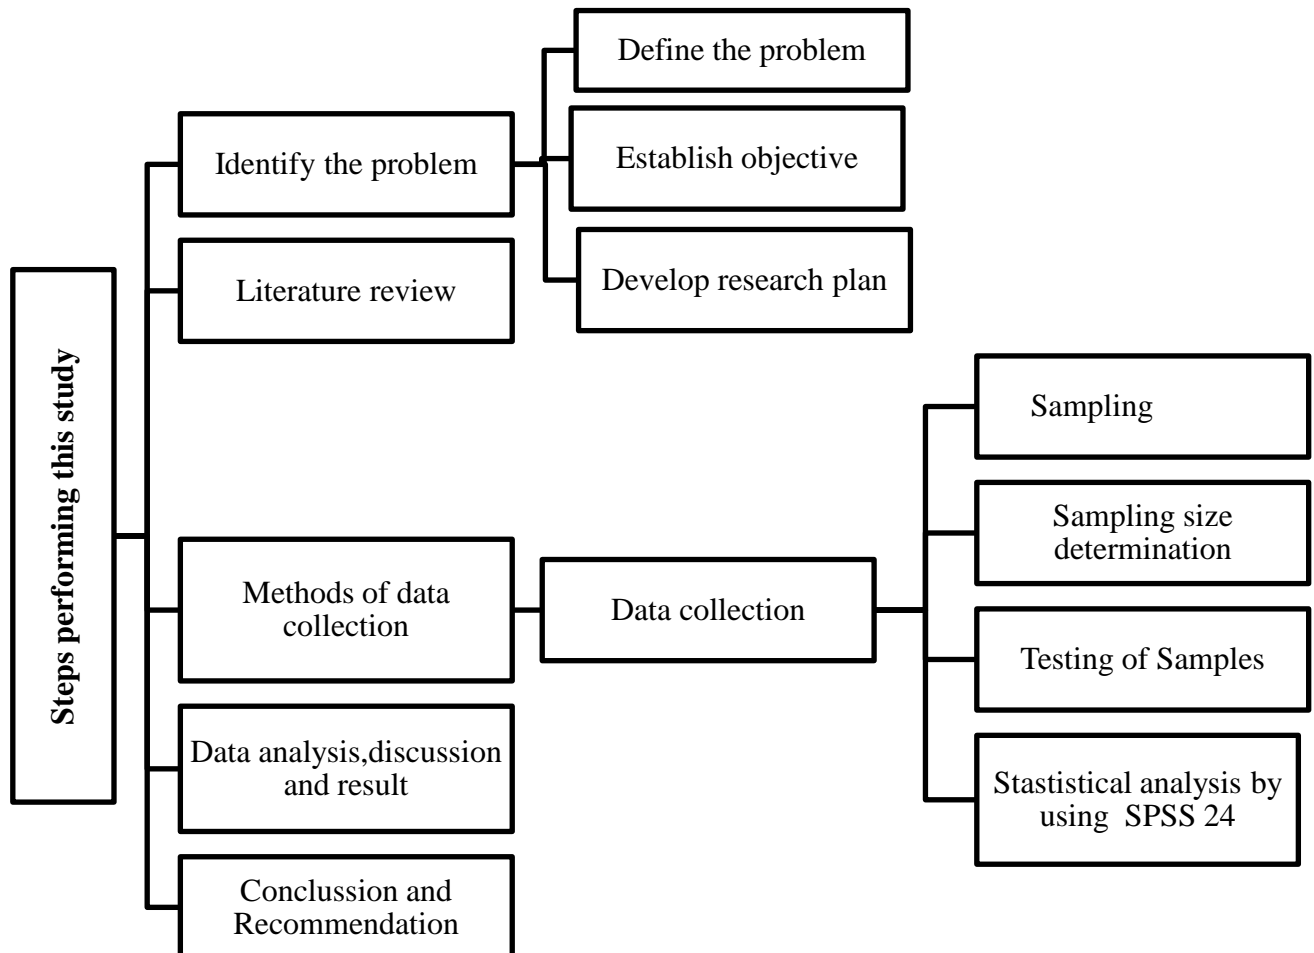 Steps performing this study
Identify the problem
Define the problem
Establish objective
Develop research plan
Literature review
Methods of data
collection
Data collection
Sampling
Sampling size
determination
Testing of Samples
Stastistical analysis by
using SPSS 24
Data analysis,discussion
and result
Conclussion and
Recommendation